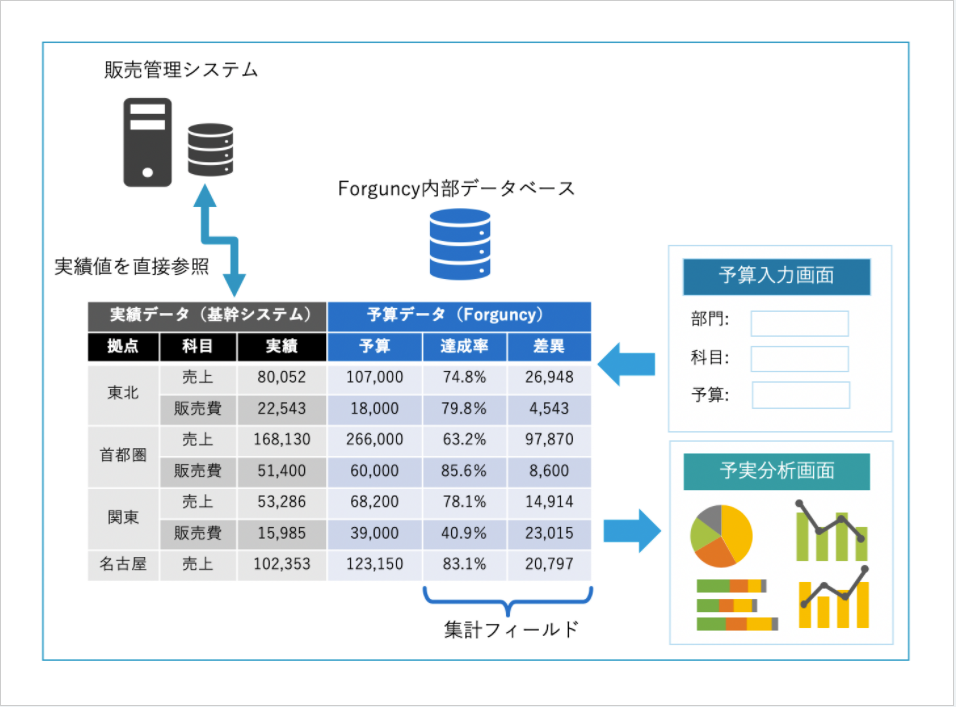 販売管理システム
Forguncy内部データベース
実績値を直接参照
実績データ（基幹システム） 予算データ（Forguncy）
拠点 科目 実績 予算 達成率 差異
東北 売上 80,052 107,000 74.8% 26,948
販売費 22,543 18,000 79.8% 4,543
首都圏 売上 168,130 266,000 63.2% 97,870
販売費 51,400 60,000 85.6% 8,600
関東 売上 53,286 68,200 78.1% 14,914
販売費 15,985 39,000 40.9% 23,015
名古屋 売上 102,353 123,150 83.1% 20,797
集計フィールド
予算入力画面
部門:
科目:
予算:
予実分析画面